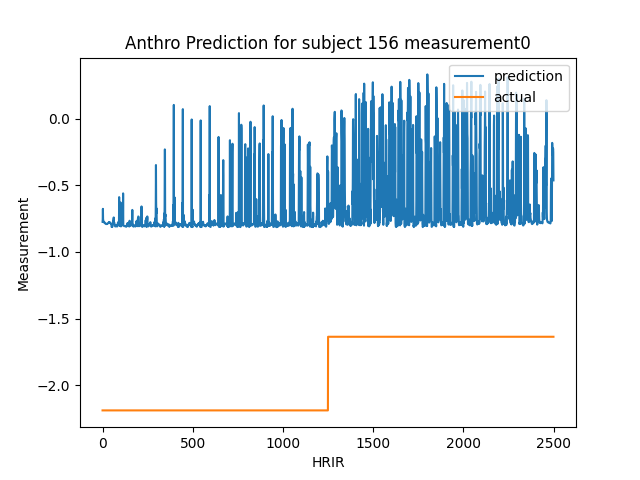 Anthro Prediction for subject 156 measurement0
prediction
actual
0.0
−0.5
−1.0
−1.5
−2.0
Measurement
0 500 1000 1500 2000 2500
HRIR